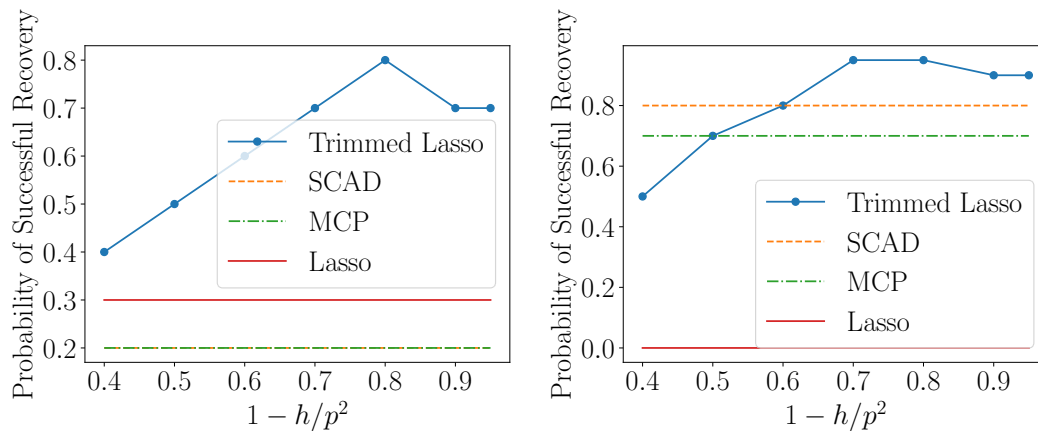 Probability of Successful Recovery
0.8
0.7
0.6
0.5
0.4
0.3
0.2
Trimmed Lasso
SCAD
MCP
Lasso
0.4 0.5 0.6 0.7 0.8 0.9
1 − h/p²
Probability of Successful Recovery
0.8
0.6
0.4
0.2
0.0
Trimmed Lasso
SCAD
MCP
Lasso
0.4 0.5 0.6 0.7 0.8 0.9
1 − h/p²